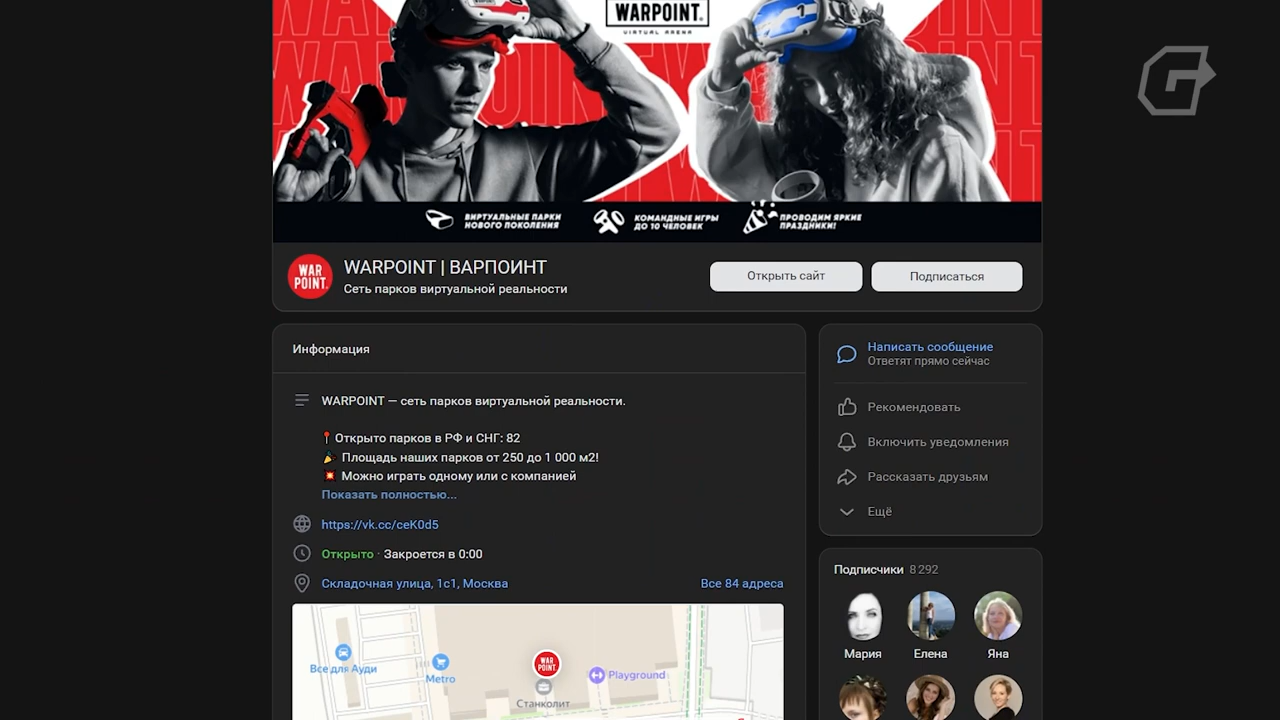 WARPOINT.
VIRTUAL ARENA
ВИРТУАЛЬНЫЕ ПАРКИ
НОВОГО ПОКОЛЕНИЯ
КОМАНДНЫЕ ИГРЫ
ДО 10 ЧЕЛОВЕК
ПРОВОДИМ ЯРКИЕ
ПРАЗДНИКИ!
WAR
POINT.
WARPOINT | ВАРПОИНТ
Сеть парков виртуальной реальности
Открыть сайт
Подписаться
Информация
WARPOINT — сеть парков виртуальной реальности.
Открыто парков в РФ и СНГ: 82
Площадь наших парков от 250 до 1 000 м2!
Можно играть одному или с компанией
Показать полностью...
https://vk.cc/ceK0d5
Открыто · Закроется в 0:00
Складочная улица, 1с1, Москва
Все 84 адреса
Все для Ауди
Metro
WAR
POINT.
Станколит
Playground
Написать сообщение
Ответят прямо сейчас
Рекомендовать
Включить уведомления
Рассказать друзьям
Ещё
Подписчики 8 292
Мария
Елена
Яна